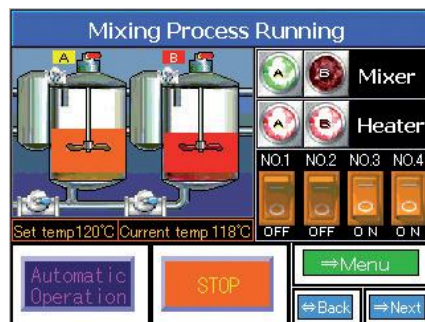 Mixing Process Running
A
B
A B Mixer
A B Heater
NO.1 NO.2 NO.3 NO.4
OFF OFF ON ON
Set temp120℃ Current temp 118℃
Automatic
Operation
STOP
⇒Menu
⇔Back ⇒Next